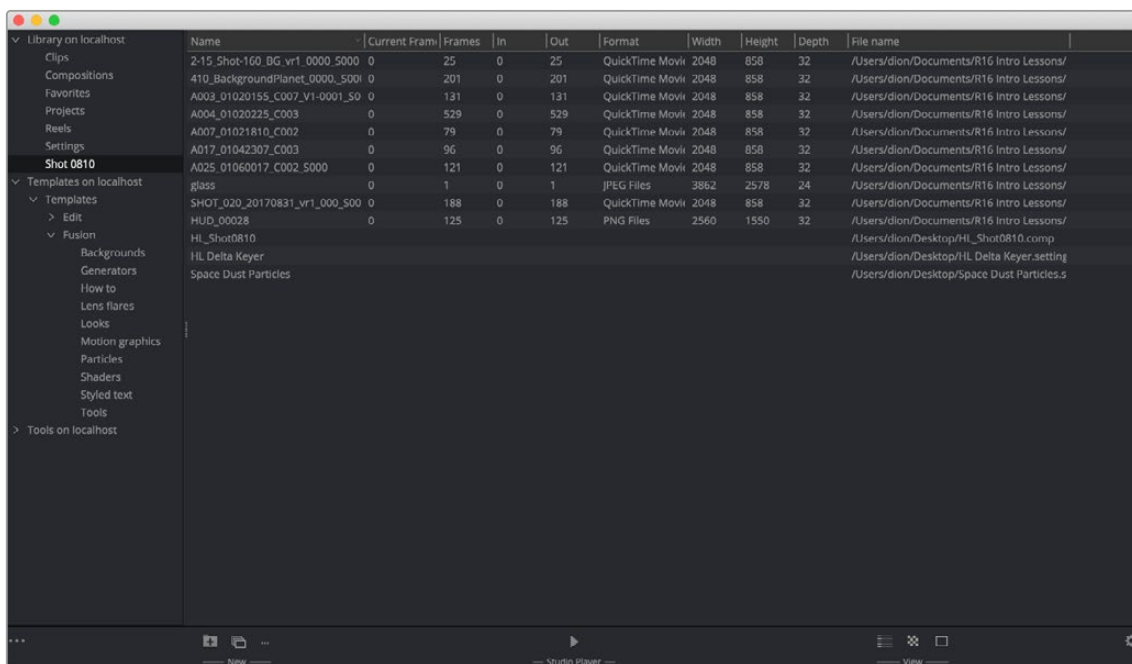 Library on localhost
Clips
Compositions
Favorites
Projects
Reels
Settings
Shot 0810
Templates on localhost
Templates
Edit
Fusion
Backgrounds
Generators
How to
Lens flares
Looks
Motion graphics
Particles
Shaders
Styled text
Tools
Tools on localhost
Name Current Fram Frames In Out Format Width Height Depth File name
2-15_Shot-160_BG_vr1_0000_S000 0 25 0 25 QuickTime Movie 2048 858 32 /Users/dion/Documents/R16 Intro Lessons/
410_BackgroundPlanet_0000._S00 0 201 0 201 QuickTime Movie 2048 858 32 /Users/dion/Documents/R16 Intro Lessons/
A003_01020155_C007_V1-0001_S0 0 131 0 131 QuickTime Movie 2048 858 32 /Users/dion/Documents/R16 Intro Lessons/
A004_01020225_C003 0 529 0 529 QuickTime Movie 2048 858 32 /Users/dion/Documents/R16 Intro Lessons/
A007_01021810_C002 0 79 0 79 QuickTime Movie 2048 858 32 /Users/dion/Documents/R16 Intro Lessons/
A017_01042307_C003 0 96 0 96 QuickTime Movie 2048 858 32 /Users/dion/Documents/R16 Intro Lessons/
A025_01060017_C002_S000 0 121 0 121 QuickTime Movie 2048 858 32 /Users/dion/Documents/R16 Intro Lessons/
glass 0 1 0 1 JPEG Files 3862 2578 24 /Users/dion/Documents/R16 Intro Lessons/
SHOT_020_20170831_vr1_000_S00 0 188 0 188 QuickTime Movie 2048 858 32 /Users/dion/Documents/R16 Intro Lessons/
HUD_00028 0 125 0 125 PNG Files 2560 1550 32 /Users/dion/Documents/R16 Intro Lessons/
HL_Shot0810 /Users/dion/Desktop/HL_Shot0810.comp
HL Delta Keyer /Users/dion/Desktop/HL Delta Keyer.setting
Space Dust Particles /Users/dion/Desktop/Space Dust Particles.s
New Studio Player View